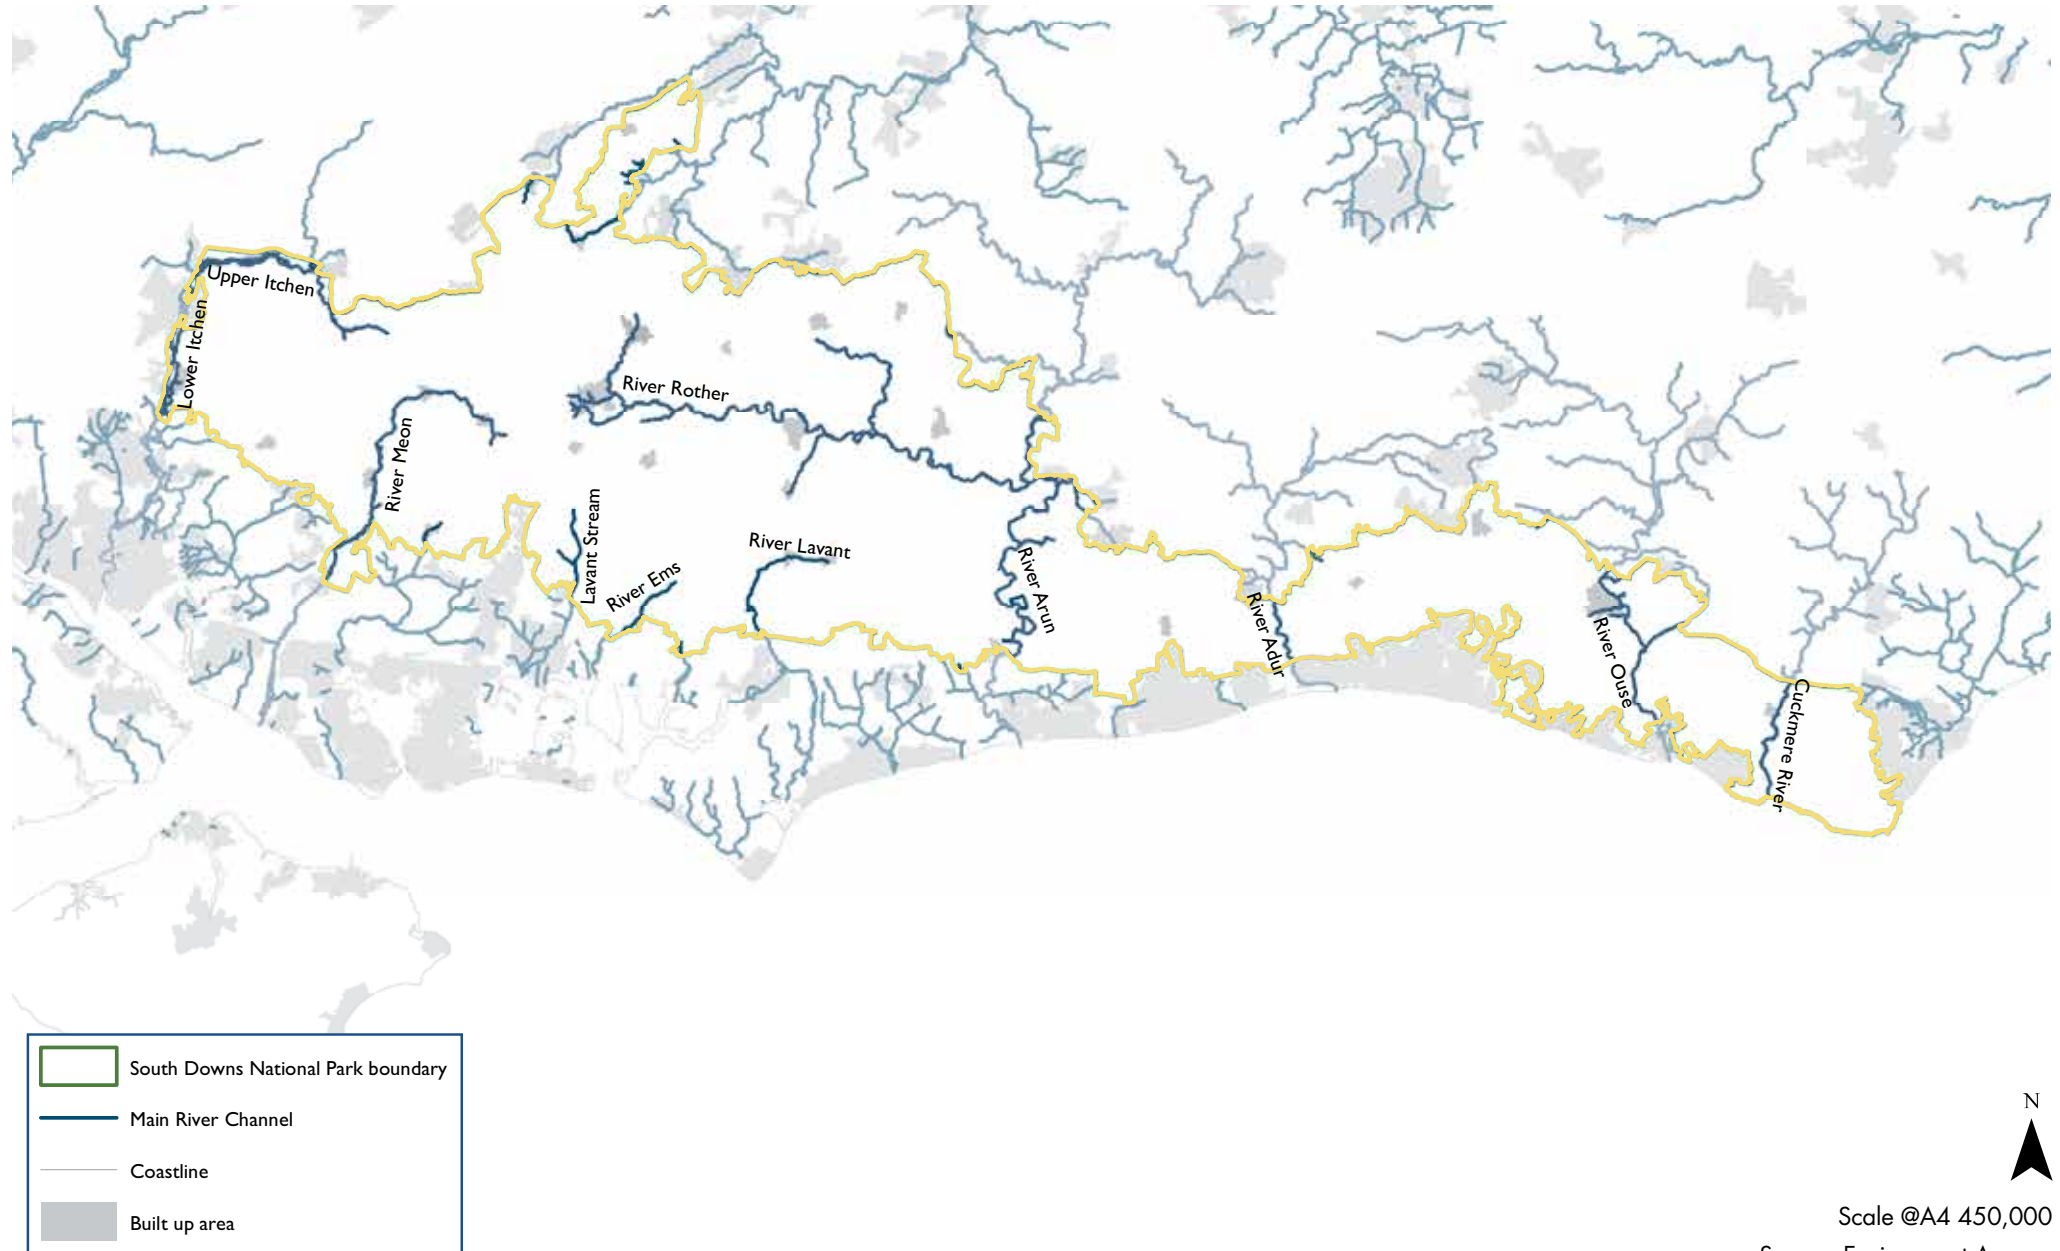 Upper Itchen
Lower Itchen
River Rother
River Meon
Lavant Stream
River Ems
River Lavant
River Arun
River Adur
River Ouse
Cuckmere River
South Downs National Park boundary
Main River Channel
Coastline
Built up area
N
Scale @A4 450,000